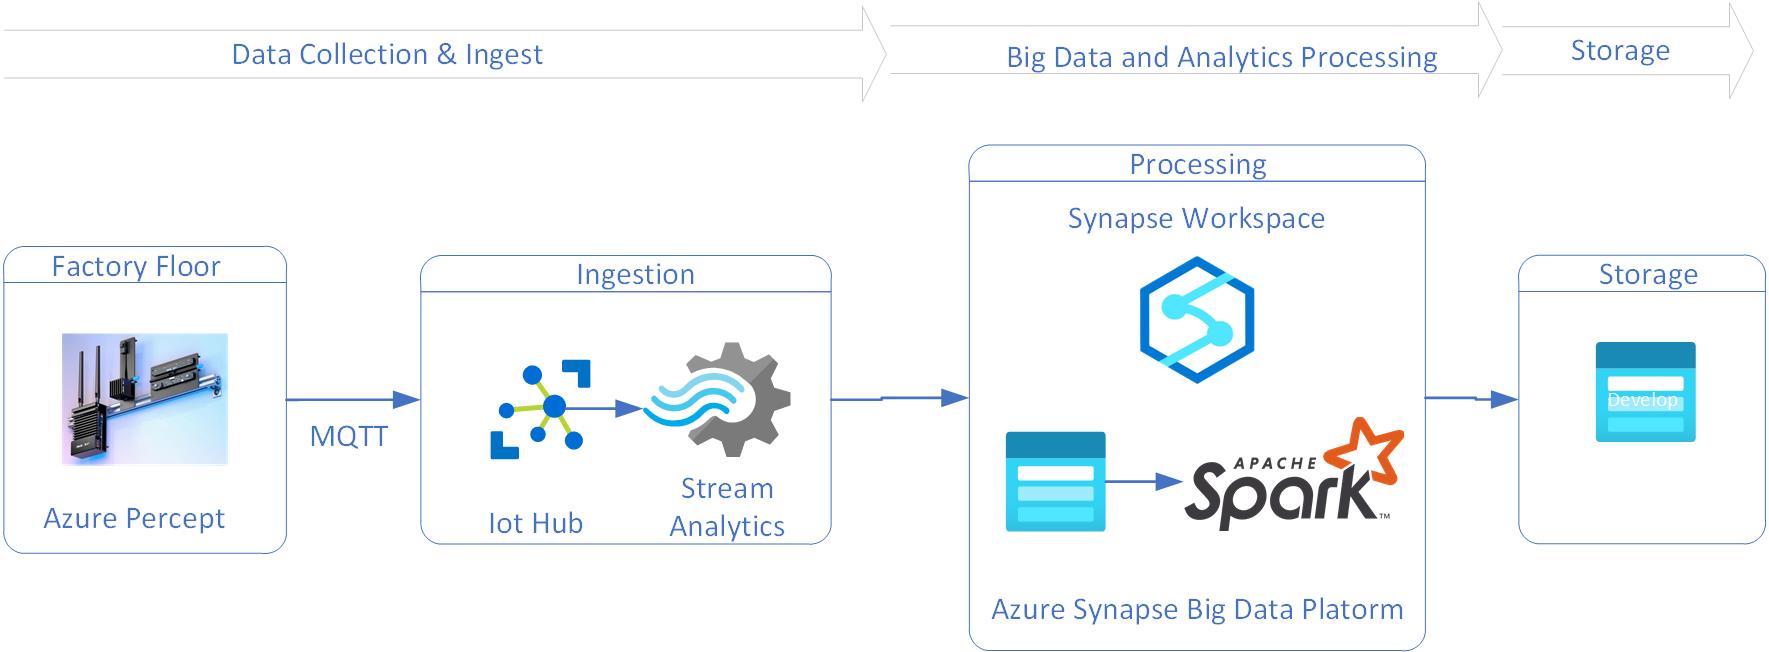 Data Collection & Ingest
Big Data and Analytics Processing
Storage
Factory Floor
Azure Percept
MQTT
Ingestion
Iot Hub
Stream
Analytics
Processing
Synapse Workspace
APACHE
Spark™
Azure Synapse Big Data Platorm
Storage
Develop